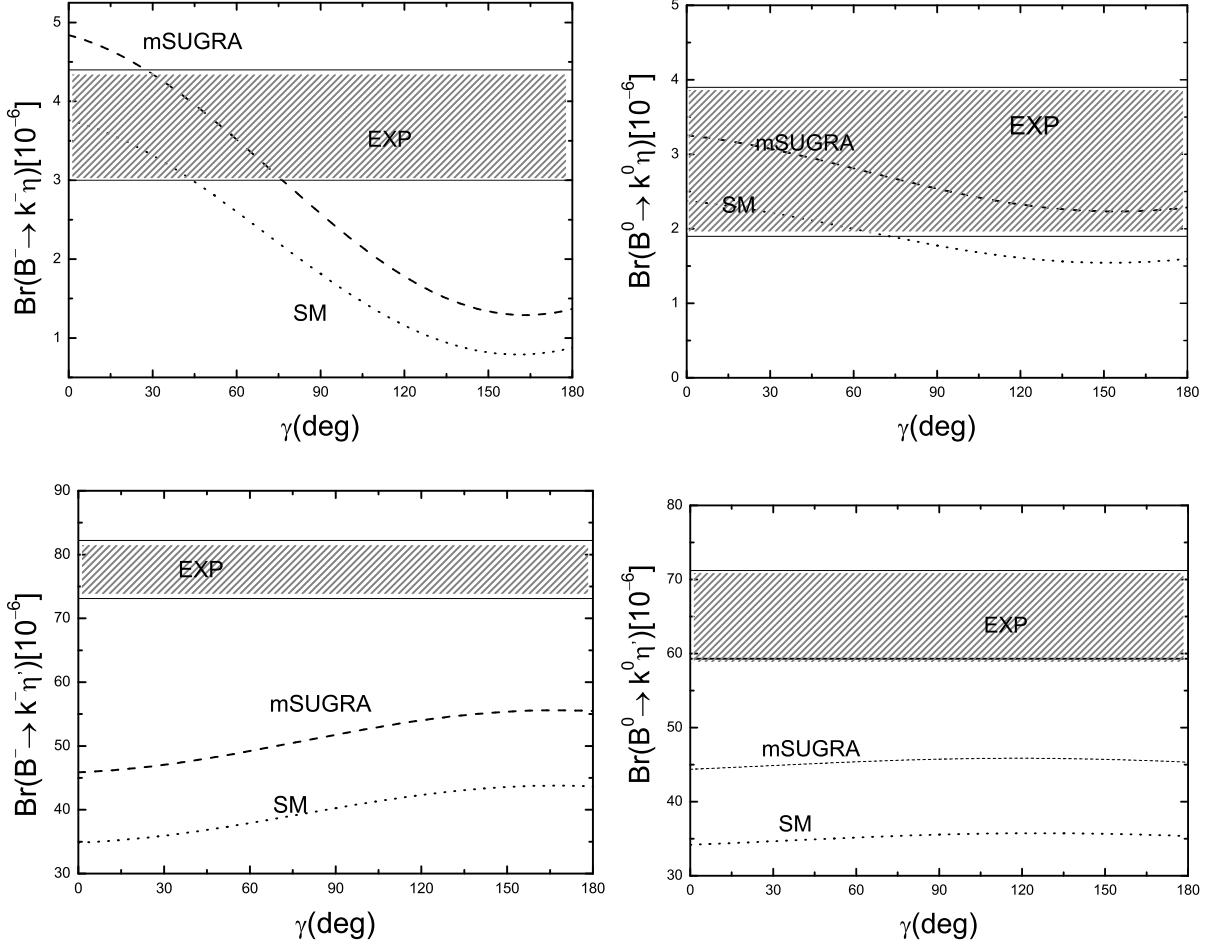 5
4
3
2
1
0 30 60 90 120 150 180
Br(B⁻→k⁻η)[10⁻⁶]
γ(deg)
mSUGRA
EXP
SM
5
4
3
2
1
0
0 30 60 90 120 150 180
Br(B⁰→k⁰η)[10⁻⁶]
γ(deg)
EXP
mSUGRA
SM
90
80
70
60
50
40
30
0 30 60 90 120 150 180
Br(B⁻→k⁻η')[10⁻⁶]
γ(deg)
EXP
mSUGRA
SM
80
70
60
50
40
30
0 30 60 90 120 150 180
Br(B⁰→k⁰η')[10⁻⁶]
γ(deg)
EXP
mSUGRA
SM